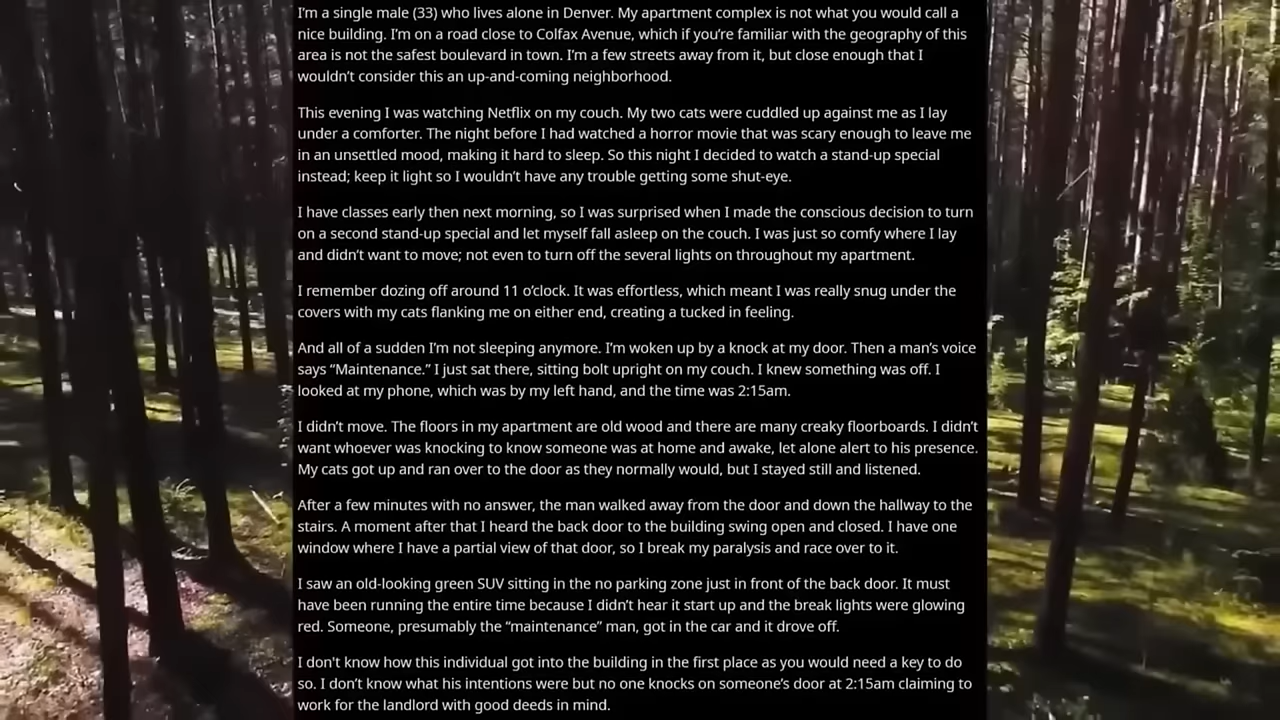 I'm a single male (33) who lives alone in Denver. My apartment complex is not what you would call a
nice building. I'm on a road close to Colfax Avenue, which if you're familiar with the geography of this
area is not the safest boulevard in town. I'm a few streets away from it, but close enough that I
wouldn't consider this an up-and-coming neighborhood.
This evening I was watching Netflix on my couch. My two cats were cuddled up against me as I lay
under a comforter. The night before I had watched a horror movie that was scary enough to leave me
in an unsettled mood, making it hard to sleep. So this night I decided to watch a stand-up special
instead; keep it light so I wouldn't have any trouble getting some shut-eye.
I have classes early then next morning, so I was surprised when I made the conscious decision to turn
on a second stand-up special and let myself fall asleep on the couch. I was just so comfy where I lay
and didn't want to move; not even to turn off the several lights on throughout my apartment.
I remember dozing off around 11 o'clock. It was effortless, which meant I was really snug under the
covers with my cats flanking me on either end, creating a tucked in feeling.
And all of a sudden I'm not sleeping anymore. I'm woken up by a knock at my door. Then a man's voice
says “Maintenance.” I just sat there, sitting bolt upright on my couch. I knew something was off. I
looked at my phone, which was by my left hand, and the time was 2:15am.
I didn't move. The floors in my apartment are old wood and there are many creaky floorboards. I didn't
want whoever was knocking to know someone was at home and awake, let alone alert to his presence.
My cats got up and ran over to the door as they normally would, but I stayed still and listened.
After a few minutes with no answer, the man walked away from the door and down the hallway to the
stairs. A moment after that I heard the back door to the building swing open and closed. I have one
window where I have a partial view of that door, so I break my paralysis and race over to it.
I saw an old-looking green SUV sitting in the no parking zone just in front of the back door. It must
have been running the entire time because I didn't hear it start up and the break lights were glowing
red. Someone, presumably the “maintenance” man, got in the car and it drove off.
I don't know how this individual got into the building in the first place as you would need a key to do
so. I don't know what his intentions were but no one knocks on someone's door at 2:15am claiming to
work for the landlord with good deeds in mind.